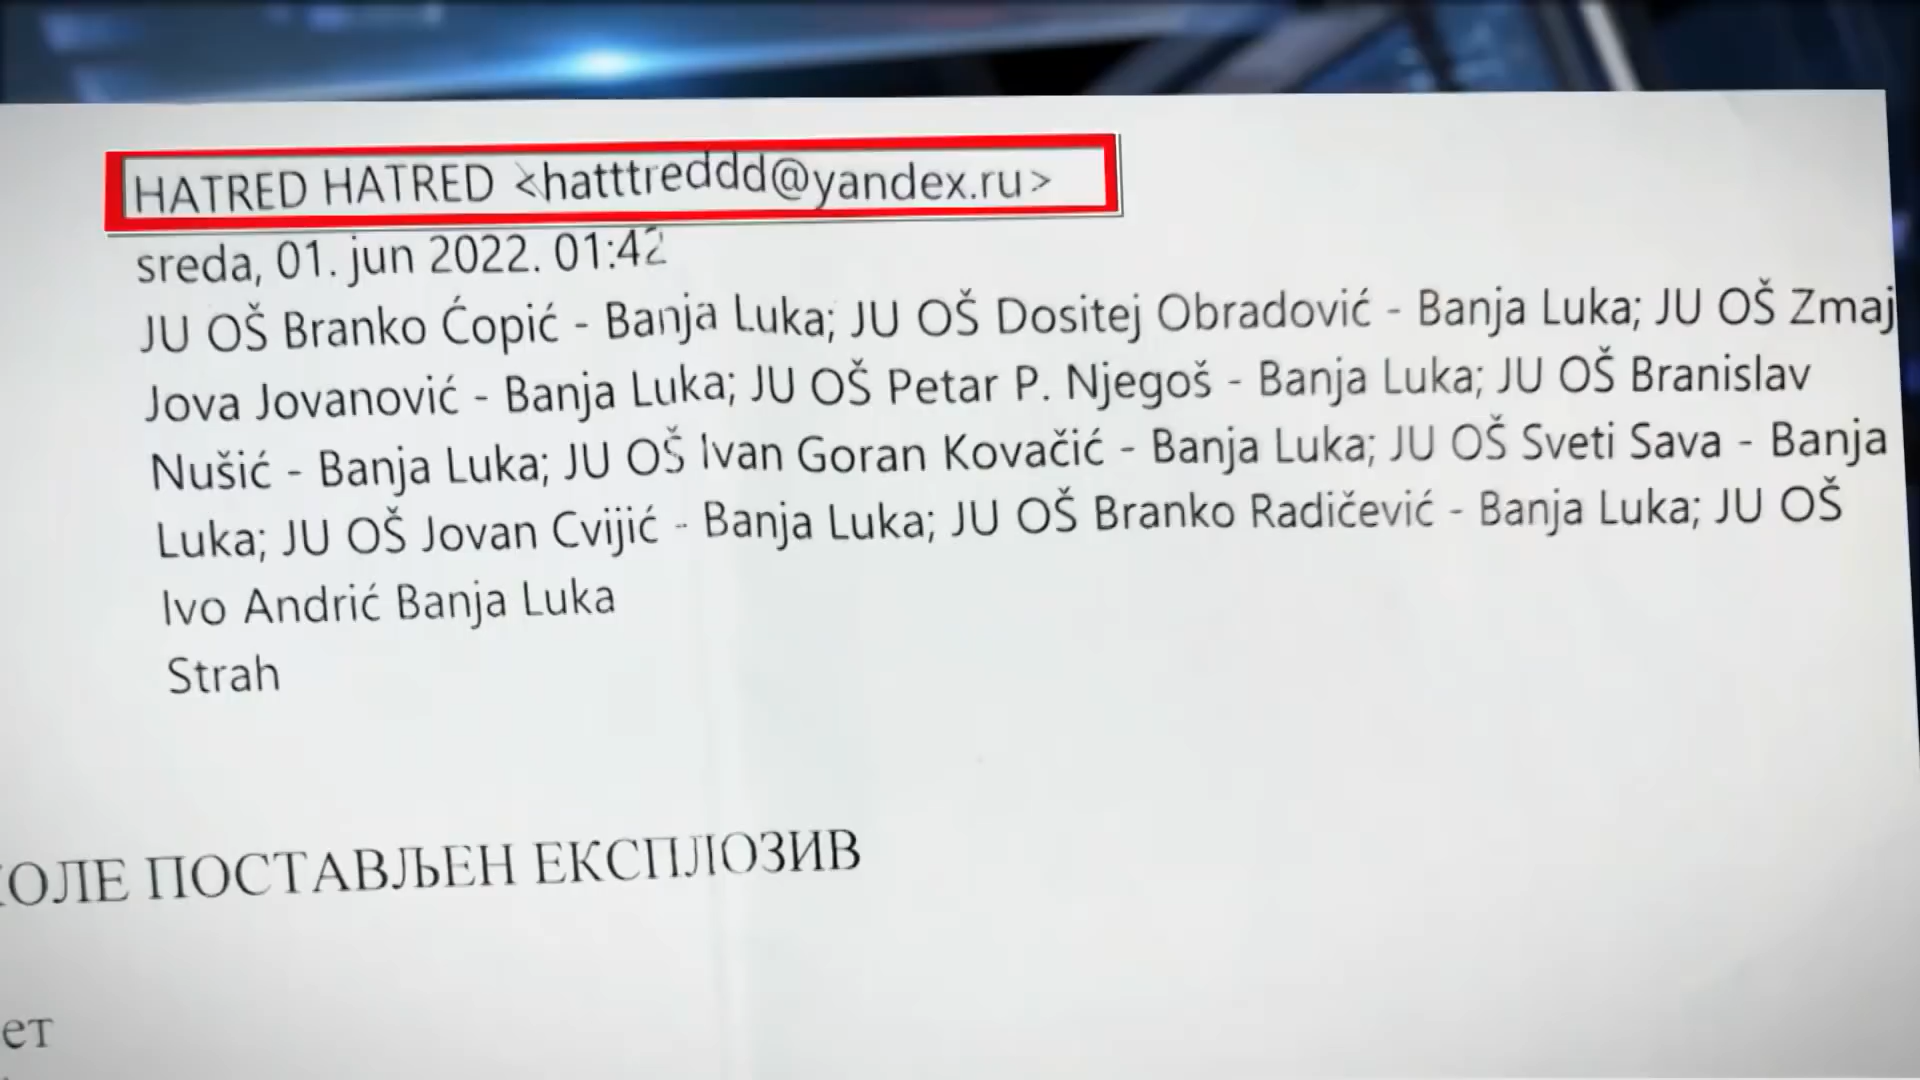 HATRED HATRED <hatttreddd@yandex.ru>
sreda, 01. jun 2022. 01:42
JU OŠ Branko Ćopić - Banja Luka; JU OŠ Dositej Obradović - Banja Luka; JU OŠ Zmaj
Jova Jovanović - Banja Luka; JU OŠ Petar P. Njegoš - Banja Luka; JU OŠ Branislav
Nušić - Banja Luka; JU OŠ Ivan Goran Kovačić - Banja Luka; JU OŠ Sveti Sava - Banja
Luka; JU OŠ Jovan Cvijić - Banja Luka; JU OŠ Branko Radičević - Banja Luka; JU OŠ
Ivo Andrić Banja Luka
Strah
ПОСТАВЉЕН ЕКСПЛОЗИВ